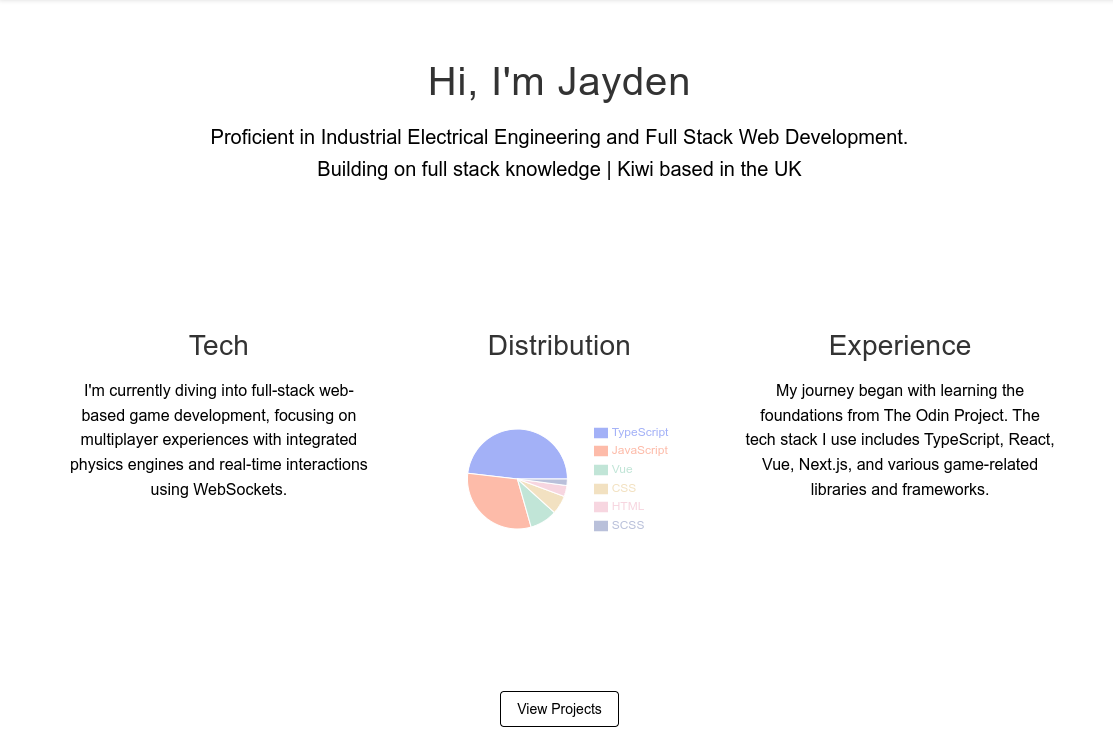 Hi, I'm Jayden
Proficient in Industrial Electrical Engineering and Full Stack Web Development.
Building on full stack knowledge | Kiwi based in the UK
Tech
I'm currently diving into full-stack web-
based game development, focusing on
multiplayer experiences with integrated
physics engines and real-time interactions
using WebSockets.
Distribution
TypeScript
JavaScript
Vue
CSS
HTML
SCSS
Experience
My journey began with learning the
foundations from The Odin Project. The
tech stack I use includes TypeScript, React,
Vue, Next.js, and various game-related
libraries and frameworks.
View Projects